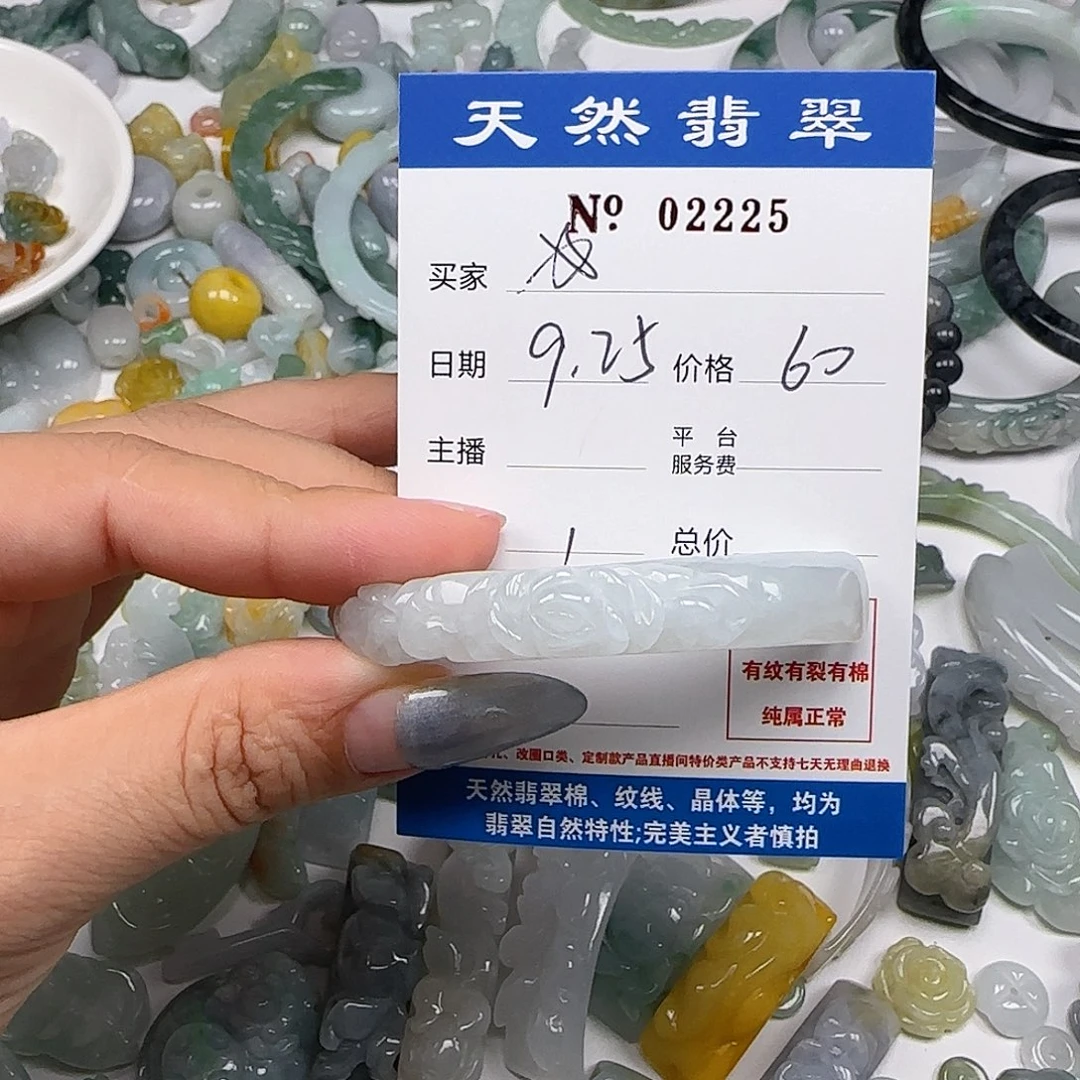 天然翡翠
Nº 02225
买家
日期 9.25 价格 60
主播 平台
服务费
1 总价
有纹有裂有棉
纯属正常
、改圈口类、定制款产品直播间特价类产品不支持七天无理由退换
天然翡翠棉、纹线、晶体等，均为
翡翠自然特性;完美主义者慎拍